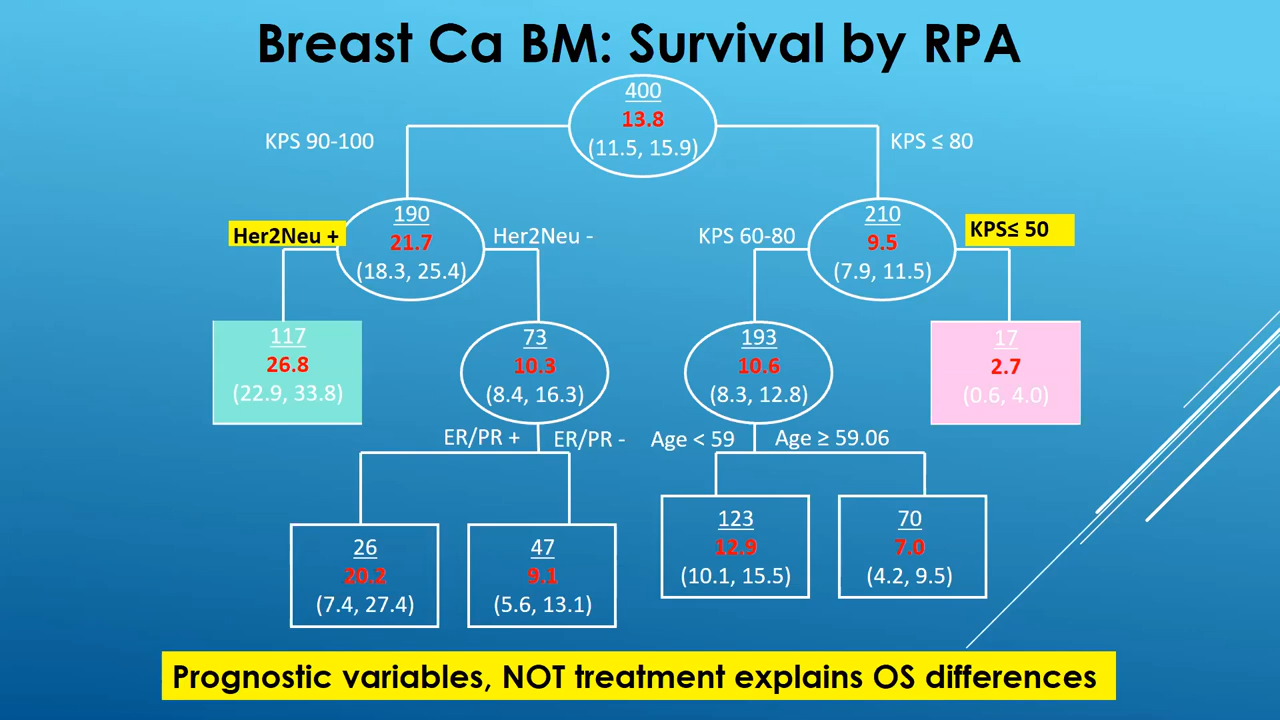 Breast Ca BM: Survival by RPA
400
13.8
(11.5, 15.9)
KPS 90-100
KPS ≤ 80
190
21.7
(18.3, 25.4)
Her2Neu +
Her2Neu -
210
9.5
(7.9, 11.5)
KPS 60-80
KPS≤ 50
117
26.8
(22.9, 33.8)
73
10.3
(8.4, 16.3)
193
10.6
(8.3, 12.8)
17
2.7
(0.6, 4.0)
ER/PR +
ER/PR -
Age < 59
Age ≥ 59.06
26
20.2
(7.4, 27.4)
47
9.1
(5.6, 13.1)
123
12.9
(10.1, 15.5)
70
7.0
(4.2, 9.5)
Prognostic variables, NOT treatment explains OS differences